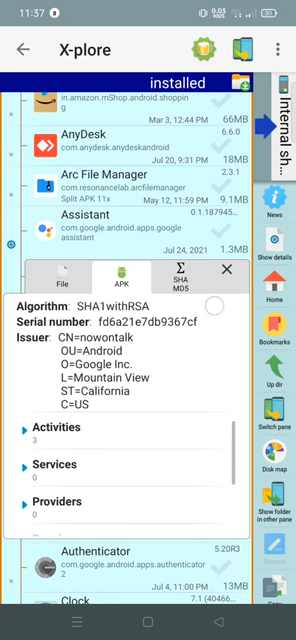 11:37
0.03
KB/S
30
X-plore
installed
in.amazon.mShop.android.shoppin
g
Mar 3, 12:44 PM 66MB
AnyDesk 6.6.0
com.anydesk.anydeskandroid
Jul 20, 9:31 PM 18MB
Arc File Manager 2.3.1
com.resonancelab.arcfilemanager
Split APK 11x May 12, 11:59 PM 9.1MB
Assistant 0.1.187945...
com.google.android.apps.google
assistant
Jul 24, 2021 1.3MB
File
APK
SHA
MD5
Algorithm: SHA1withRSA
Serial number: fd6a21e7db9367cf
Issuer: CN=nowontalk
OU=Android
O=Google Inc.
L=Mountain View
ST=California
C=US
Activities
3
Services
0
Providers
0
Authenticator 5.20R3
com.google.android.apps.authenticator
2
Jul 4, 11:00 PM 13MB
Clock 7.1 (40466...
Internal sh...
News
Show details
Home
Bookmarks
Up dir
Switch pane
Disk map
Show folder
in other pane
Rename
Copy